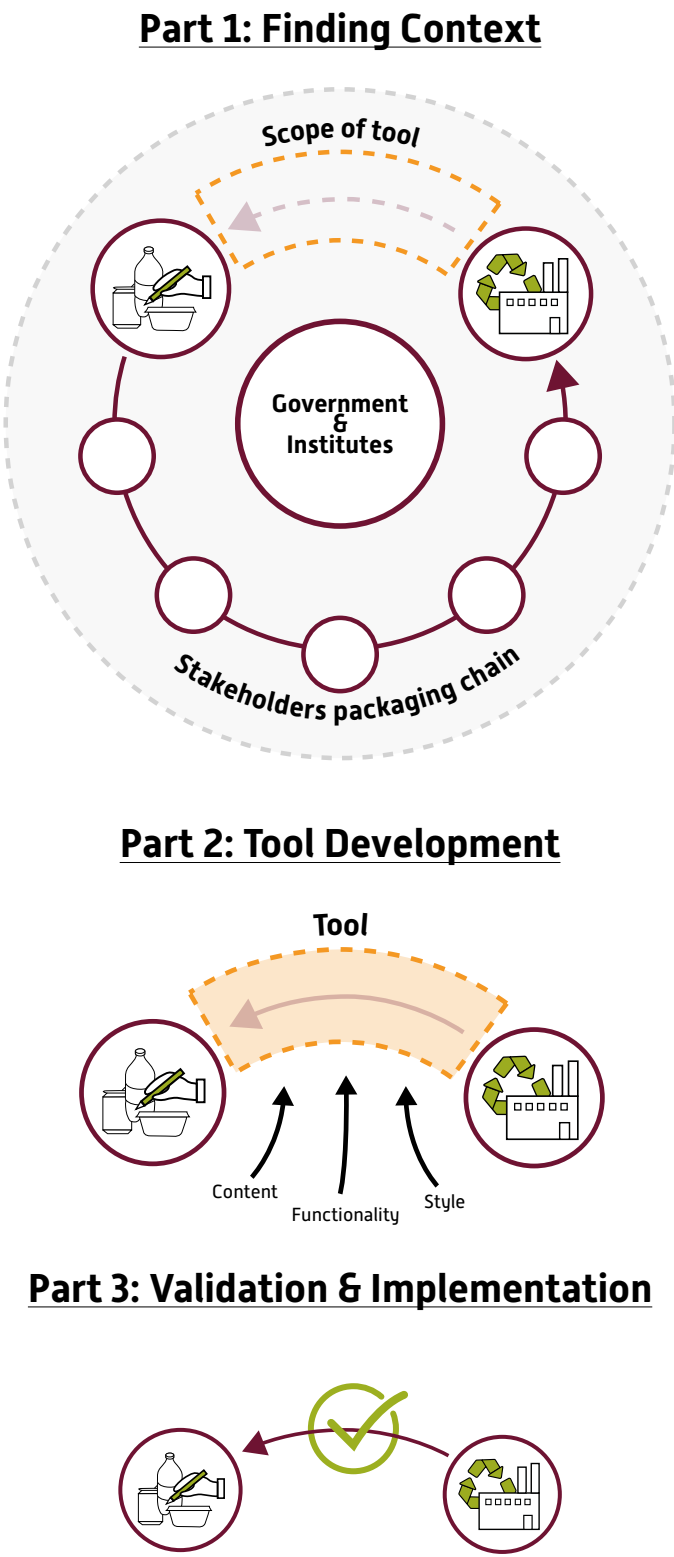 Part 1: Finding Context
Scope of tool
Government
&
Institutes
Stakeholders packaging chain
Part 2: Tool Development
Tool
Content
Functionality
Style
Part 3: Validation & Implementation